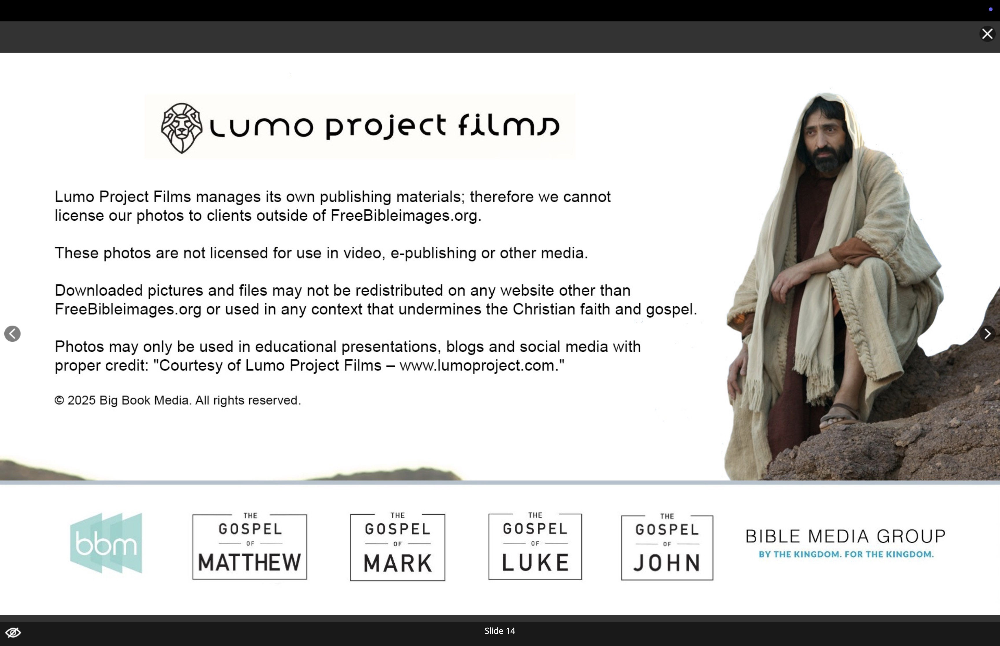 Lumo project films
Lumo Project Films manages its own publishing materials; therefore we cannot
license our photos to clients outside of FreeBibleimages.org.
These photos are not licensed for use in video, e-publishing or other media.
Downloaded pictures and files may not be redistributed on any website other than
FreeBibleimages.org or used in any context that undermines the Christian faith and gospel.
Photos may only be used in educational presentations, blogs and social media with
proper credit: "Courtesy of Lumo Project Films – www.lumoproject.com."
© 2025 Big Book Media. All rights reserved.
bbm
THE
GOSPEL
OF
MATTHEW
THE
GOSPEL
OF
MARK
THE
GOSPEL
OF
LUKE
THE
GOSPEL
OF
JOHN
BIBLE MEDIA GROUP
BY THE KINGDOM. FOR THE KINGDOM.
Slide 14